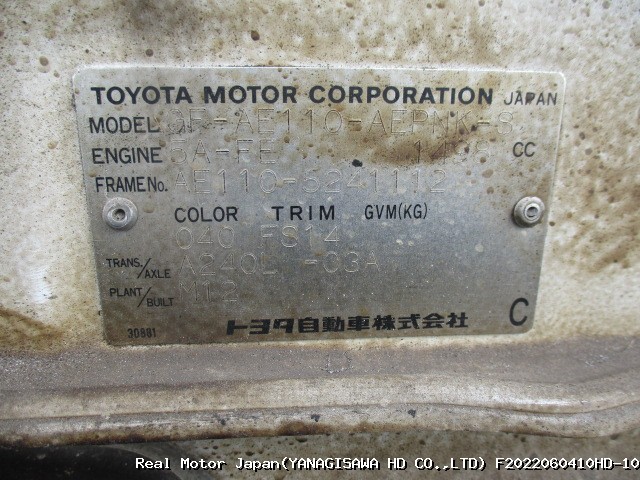 TOYOTA MOTOR CORPORATION JAPAN
MODEL GF-AE110-AEPNK-S
ENGINE 5A-FE 1498 CC
FRAME No. AE110-5241112
COLOR TRIM GVM(KG)
040 FS14
TRANS./AXLE A240L -03A
PLANT/BUILT M12
30881
トヨタ自動車株式会社
C
Real Motor Japan(YANAGISAWA HD CO.,LTD) F2022060410HD-10